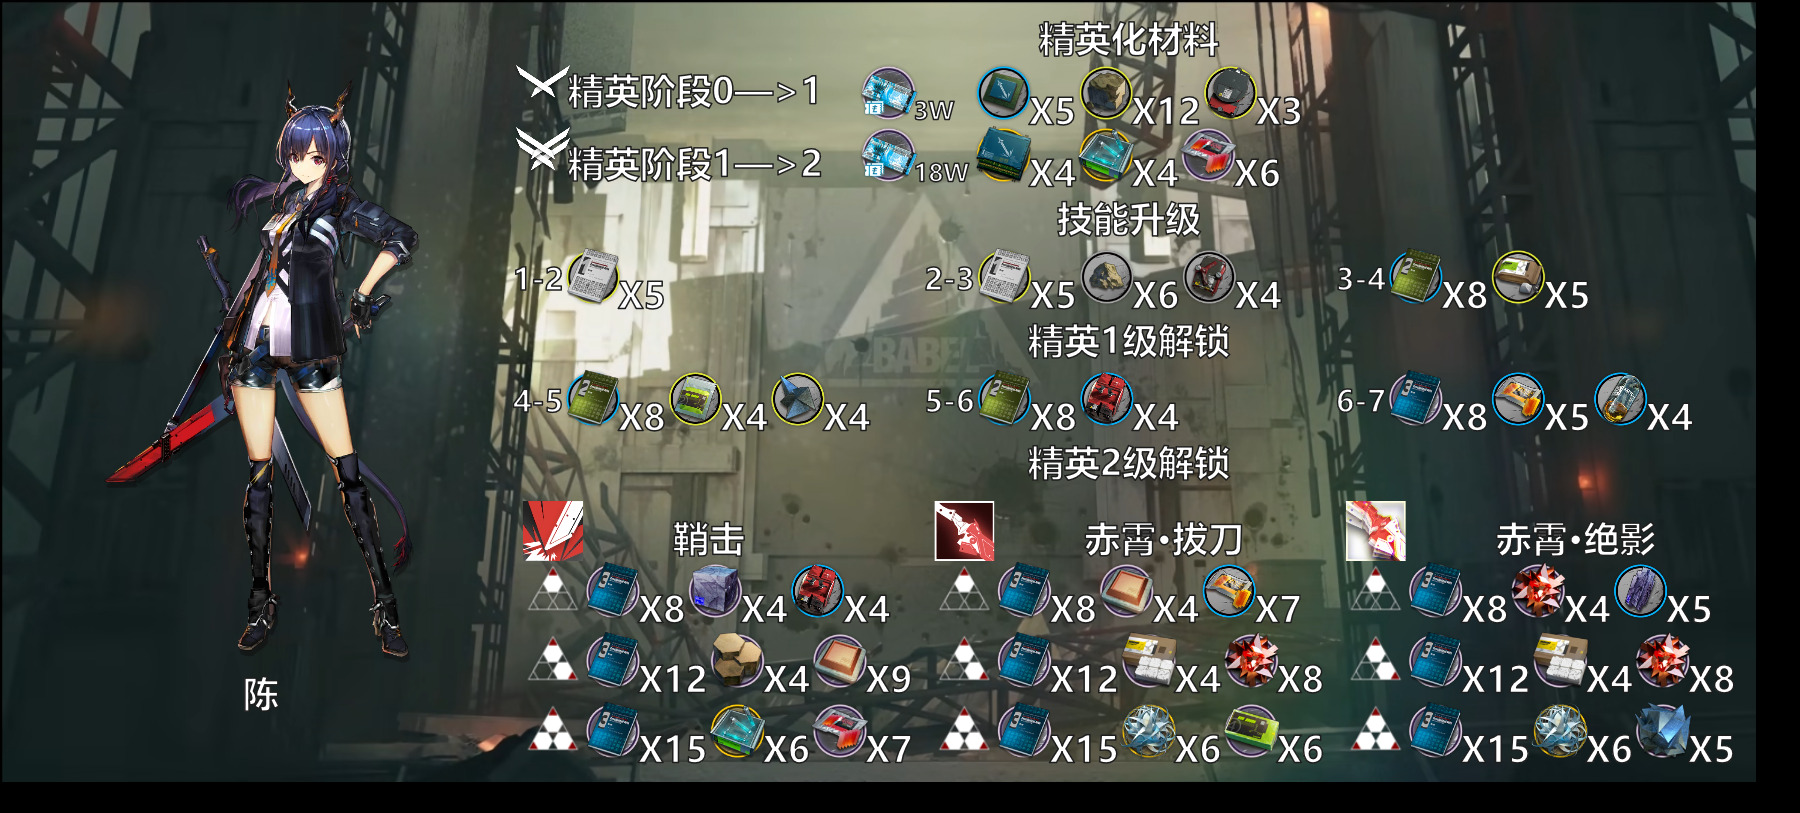 精英化材料
精英阶段0—>1 3W X5 X12 X3
精英阶段1—>2 18W X4 X4 X6
技能升级
1-2 X5 2-3 X5 X6 X4 3-4 X8 X5
精英1级解锁
BABEL
4-5 X8 X4 X4 5-6 X8 X4 6-7 X8 X5 X4
精英2级解锁
鞘击 赤霄·拔刀 赤霄·绝影
X8 X4 X4 X8 X4 X7 X8 X4 X5
X12 X4 X9 X12 X4 X8 X12 X4 X8
陈
X15 X6 X7 X15 X6 X6 X15 X6 X5